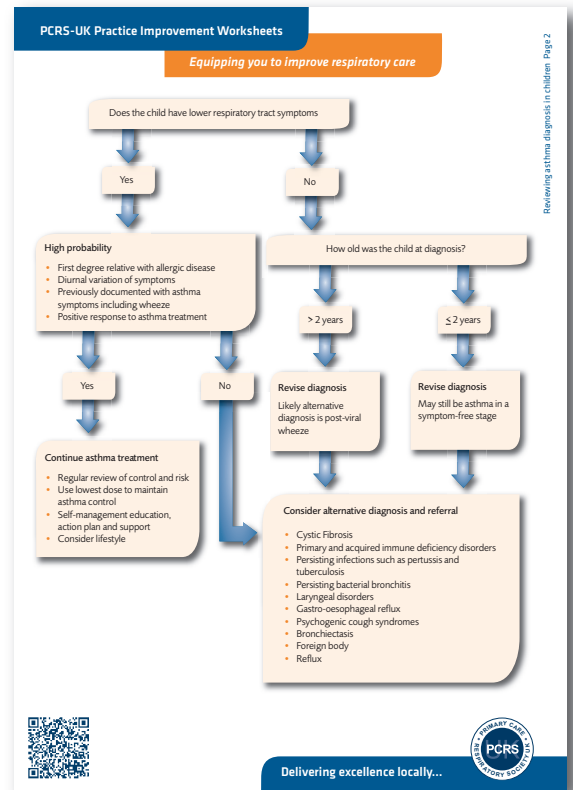 PCRS-UK Practice Improvement Worksheets
Equipping you to improve respiratory care
Reviewing asthma diagnosis in children Page 2
Does the child have lower respiratory tract symptoms
Yes
No
High probability
• First degree relative with allergic disease
• Diurnal variation of symptoms
• Previously documented with asthma
symptoms including wheeze
• Positive response to asthma treatment
How old was the child at diagnosis?
> 2 years
≤ 2 years
Yes
No
Revise diagnosis
Likely alternative
diagnosis is post-viral
wheeze
Revise diagnosis
May still be asthma in a
symptom-free stage
Continue asthma treatment
• Regular review of control and risk
• Use lowest dose to maintain
asthma control
• Self-management education,
action plan and support
• Consider lifestyle
Consider alternative diagnosis and referral
• Cystic Fibrosis
• Primary and acquired immune deficiency disorders
• Persisting infections such as pertussis and
tuberculosis
• Persisting bacterial bronchitis
• Laryngeal disorders
• Gastro-oesophageal reflux
• Psychogenic cough syndromes
• Bronchiectasis
• Foreign body
• Reflux
PRIMARY CARE
RESPIRATORY SOCIETY UK
PCRS
UK
Delivering excellence locally...